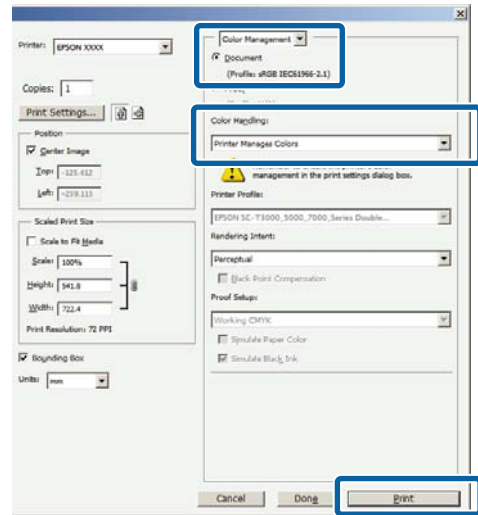 Printer: EPSON XXXX
Copies: 1
Print Settings...
Position
Center Image
Top: -125.412
Left: -259.113
Scaled Print Size
Scale to Fit Media
Scale: 100%
Height: 541.8
Width: 722.4
Print Resolution: 72 PPI
Bounding Box
Units: mm
Color Management
Document
(Profile: sRGB IEC61966-2.1)
Color Handling:
Printer Manages Colors
management in the print settings dialog box.
Printer Profile:
EPSON SC-T3000_5000_7000_Series Double...
Rendering Intent:
Perceptual
Black Point Compensation
Proof Setup:
Working CMYK
Simulate Paper Color
Simulate Black Ink
Cancel Done Print